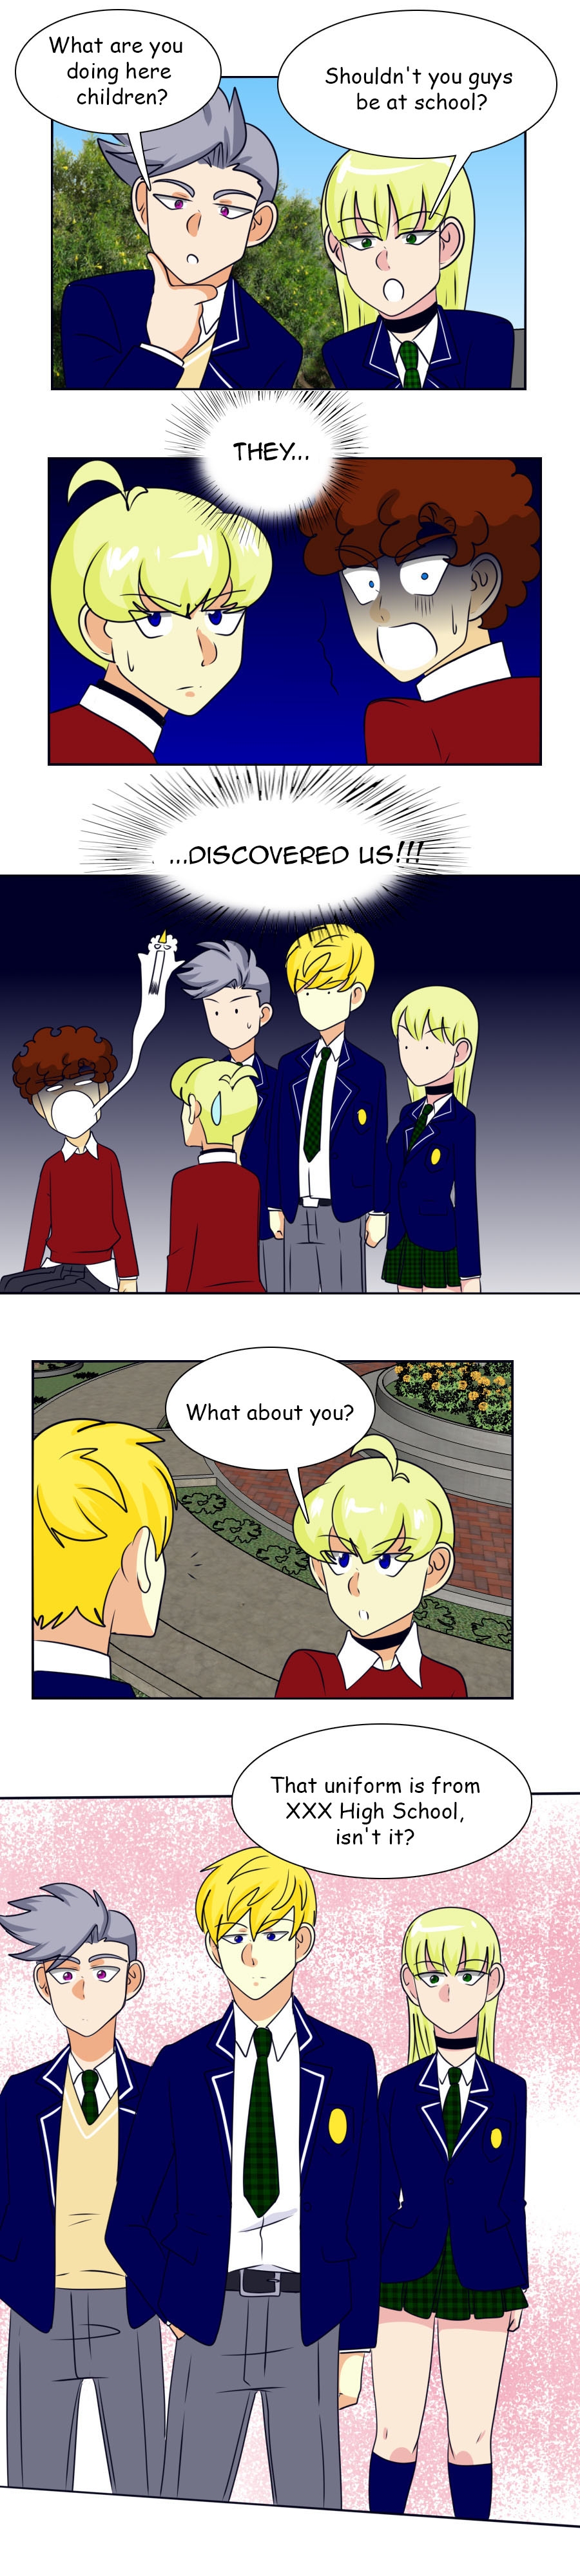 What are you
doing here
children?
Shouldn't you guys
be at school?
THEY...
...DISCOVERED US!!!
What about you?
That uniform is from
XXX High School,
isn't it?